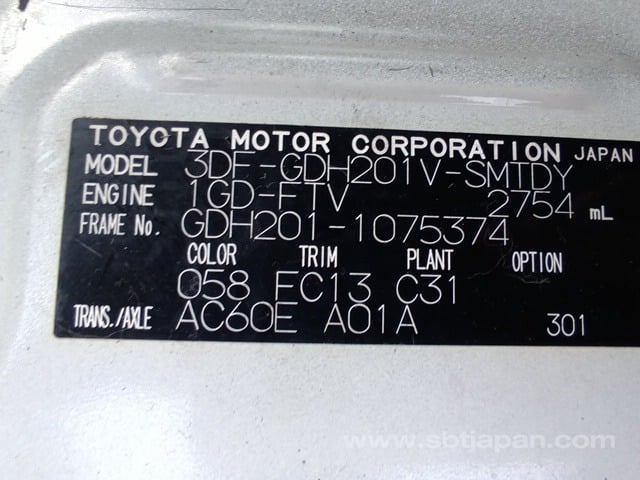 TOYOTA MOTOR CORPORATION JAPAN
MODEL 3DF-GDH201V-SMTDY
ENGINE 1GD-FTV 2754 mL
FRAME No. GDH201-1075374
COLOR TRIM PLANT OPTION
058 FC13 C31
TRANS./AXLE AC60E A01A 301
www.sbtjapan.com